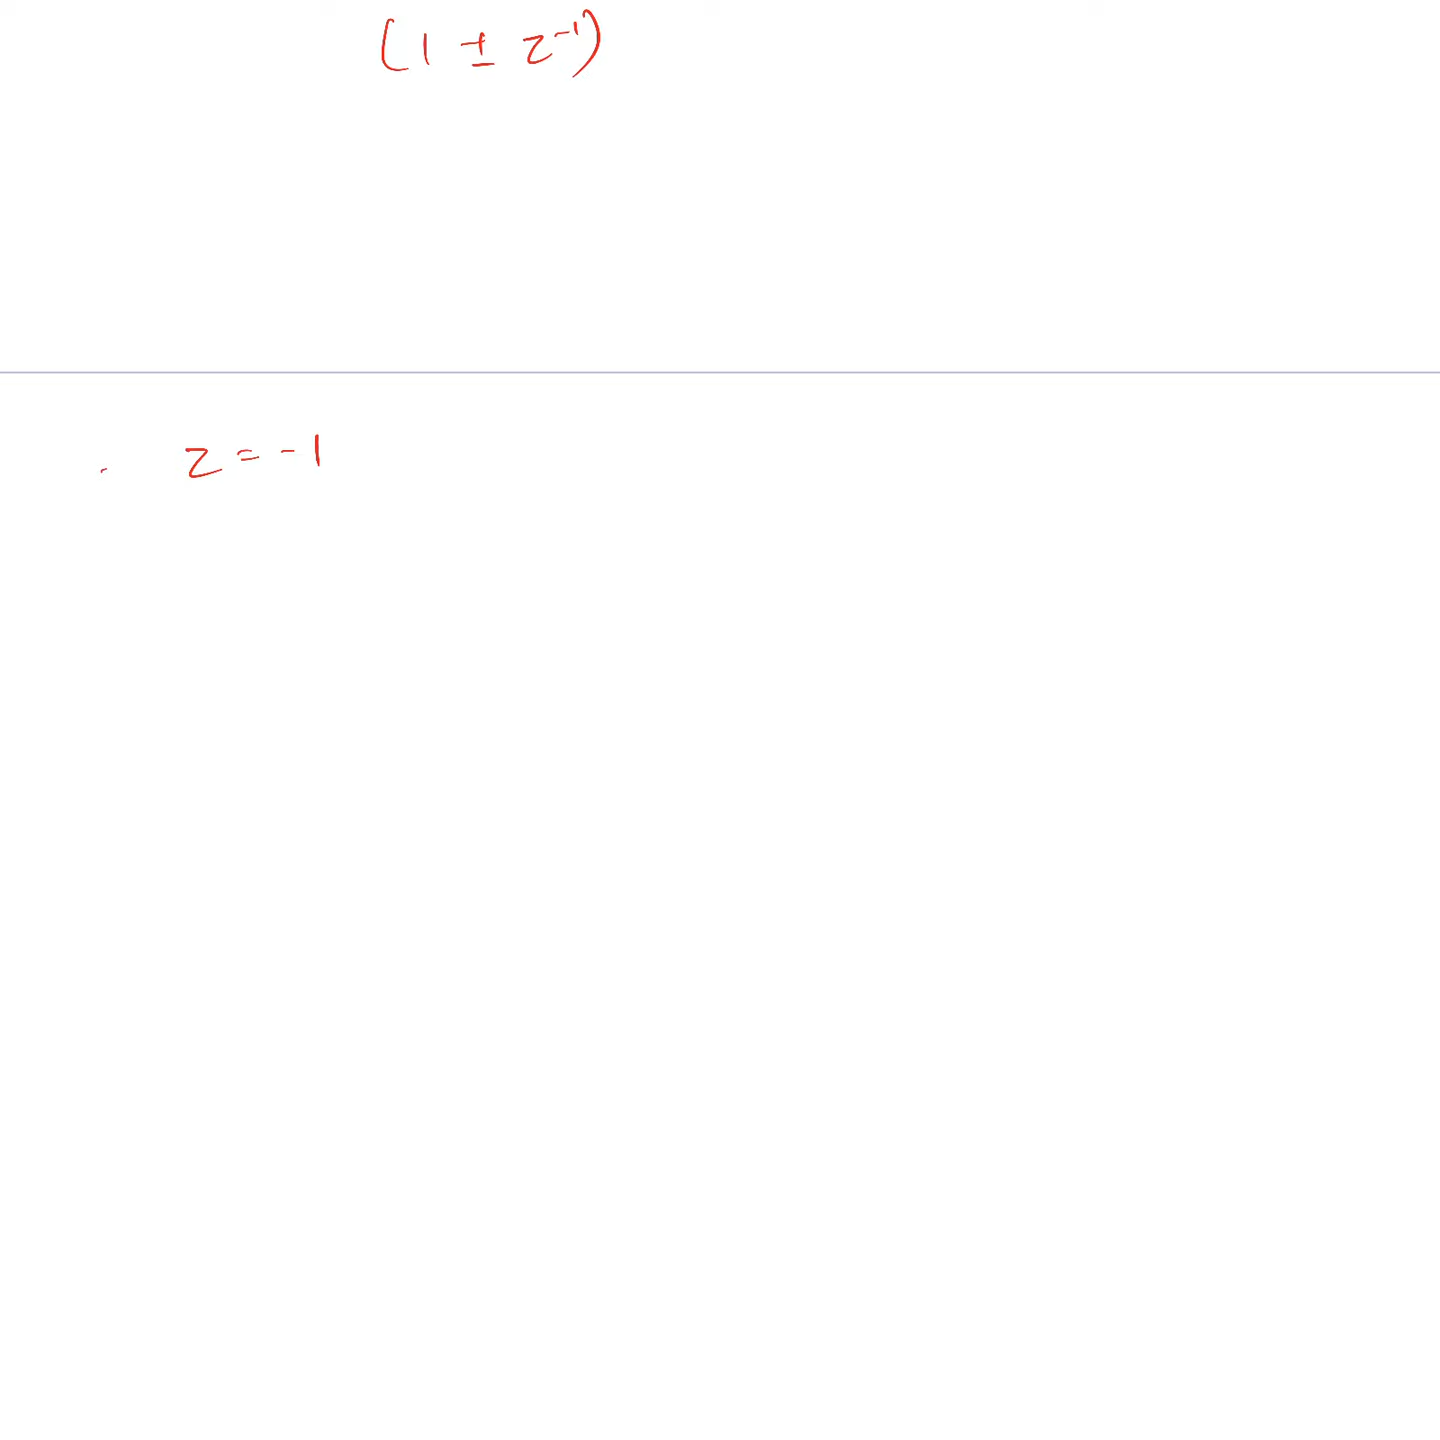 (1 ± z⁻¹)
z = -1